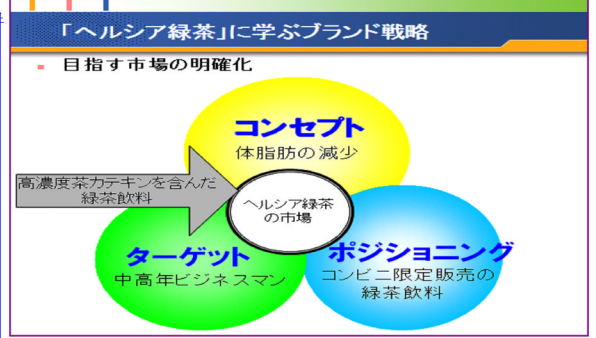 「ヘルシア緑茶」に学ぶブランド戦略
目指す市場の明確化
コンセプト
体脂肪の減少
高濃度茶カテキンを含んだ
緑茶飲料
ヘルシア緑茶
の市場
ターゲット
中高年ビジネスマン
ポジショニング
コンビニ限定販売の
緑茶飲料